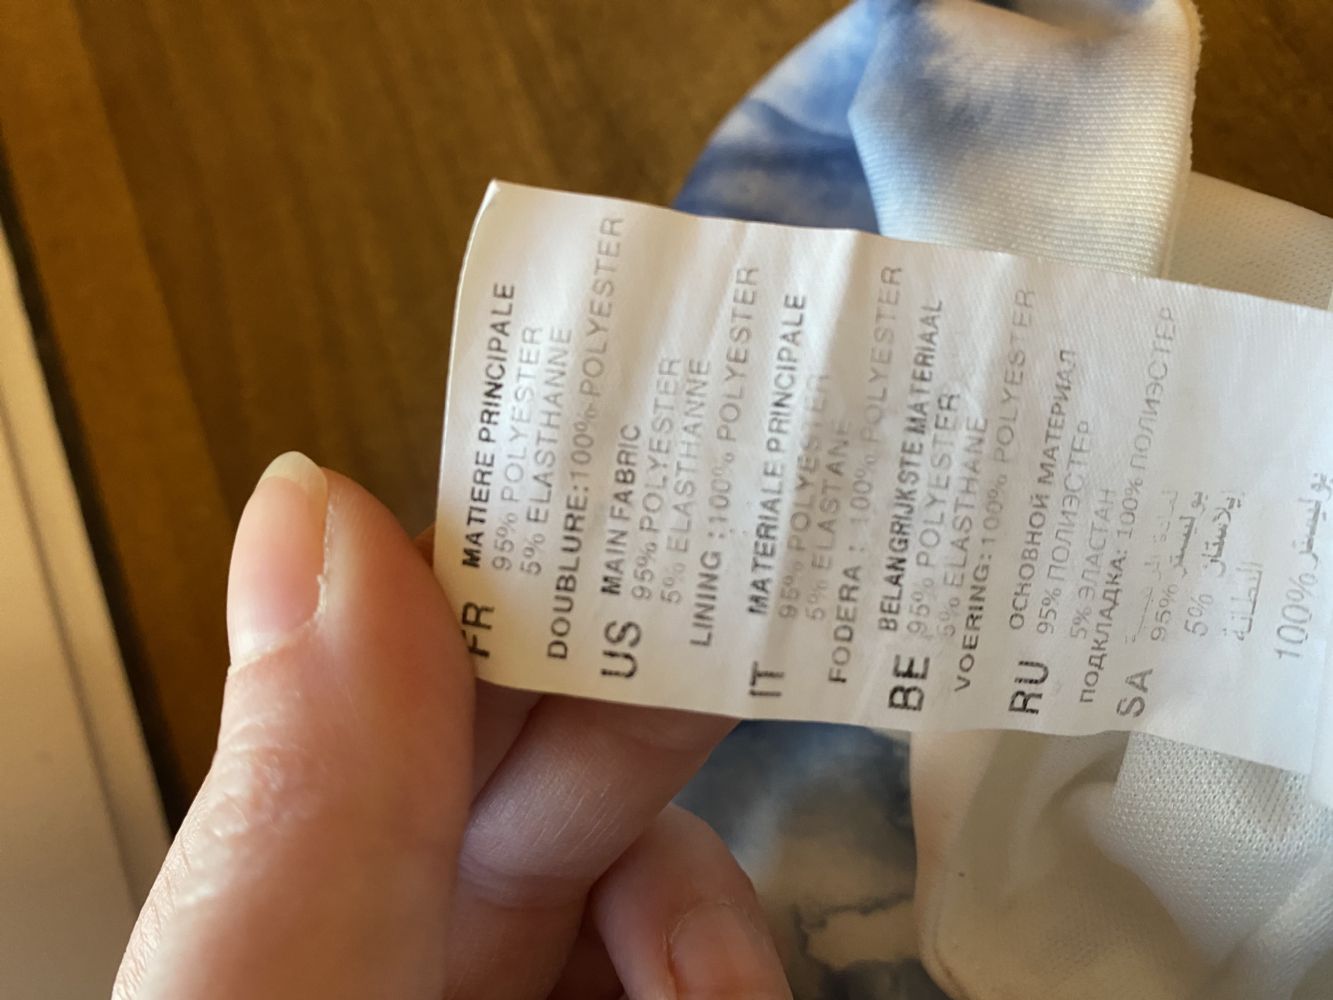 FR MATIERE PRINCIPALE
95% POLYESTER
5% ELASTHANNE
DOUBLURE:100% POLYESTER
US MAIN FABRIC
95% POLYESTER
5% ELASTHANNE
LINING :100% POLYESTER
IT MATERIALE PRINCIPALE
95% POLYESTER
5% ELASTANE
FODERA : 100% POLYESTER
BE BELANGRIJKSTE MATERIAAL
95% POLYESTER
5% ELASTHANE
VOERING:100% POLYESTER
RU ОСНОВНОЙ МАТЕРИАЛ
95% ПОЛИЭСТЕР
5% ЭЛАСТАН
ПОДКЛАДКА: 100% ПОЛИЭСТЕР
SA
95% بوليستر
5% يلاستار
البطانة
100% بوليستر